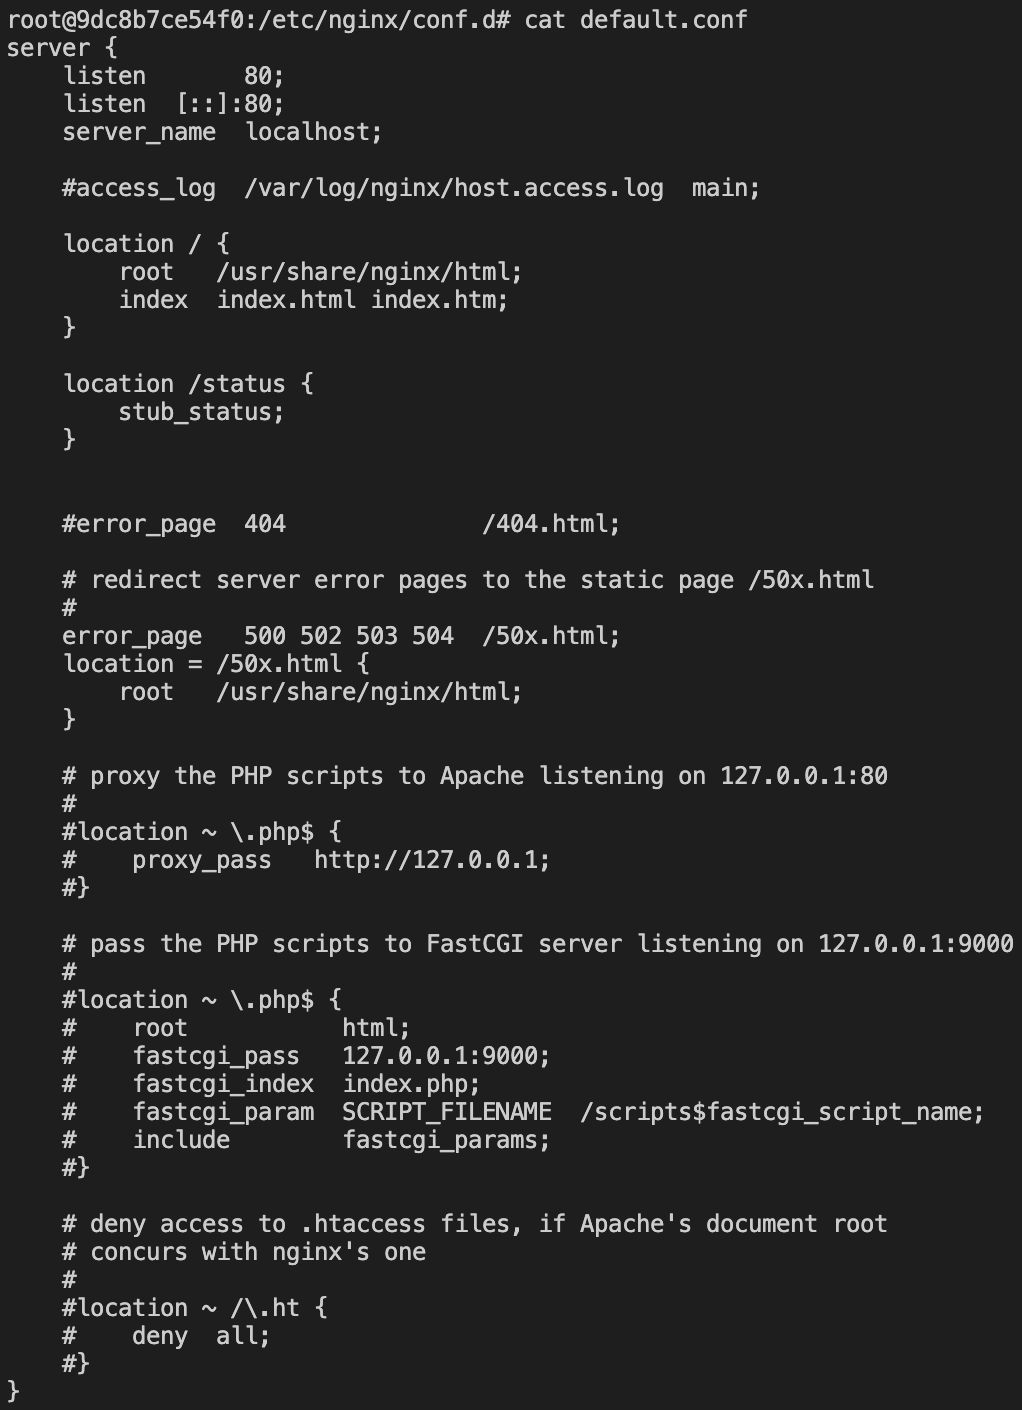 root@9dc8b7ce54f0:/etc/nginx/conf.d# cat default.conf
server {
    listen       80;
    listen  [::]:80;
    server_name  localhost;

    #access_log  /var/log/nginx/host.access.log  main;

    location / {
        root   /usr/share/nginx/html;
        index  index.html index.htm;
    }

    location /status {
        stub_status;
    }


    #error_page  404              /404.html;

    # redirect server error pages to the static page /50x.html
    #
    error_page   500 502 503 504  /50x.html;
    location = /50x.html {
        root   /usr/share/nginx/html;
    }

    # proxy the PHP scripts to Apache listening on 127.0.0.1:80
    #
    #location ~ \.php$ {
    #    proxy_pass   http://127.0.0.1;
    #}

    # pass the PHP scripts to FastCGI server listening on 127.0.0.1:9000
    #
    #location ~ \.php$ {
    #    root           html;
    #    fastcgi_pass   127.0.0.1:9000;
    #    fastcgi_index  index.php;
    #    fastcgi_param  SCRIPT_FILENAME  /scripts$fastcgi_script_name;
    #    include        fastcgi_params;
    #}

    # deny access to .htaccess files, if Apache's document root
    # concurs with nginx's one
    #
    #location ~ /\.ht {
    #    deny  all;
    #}
}